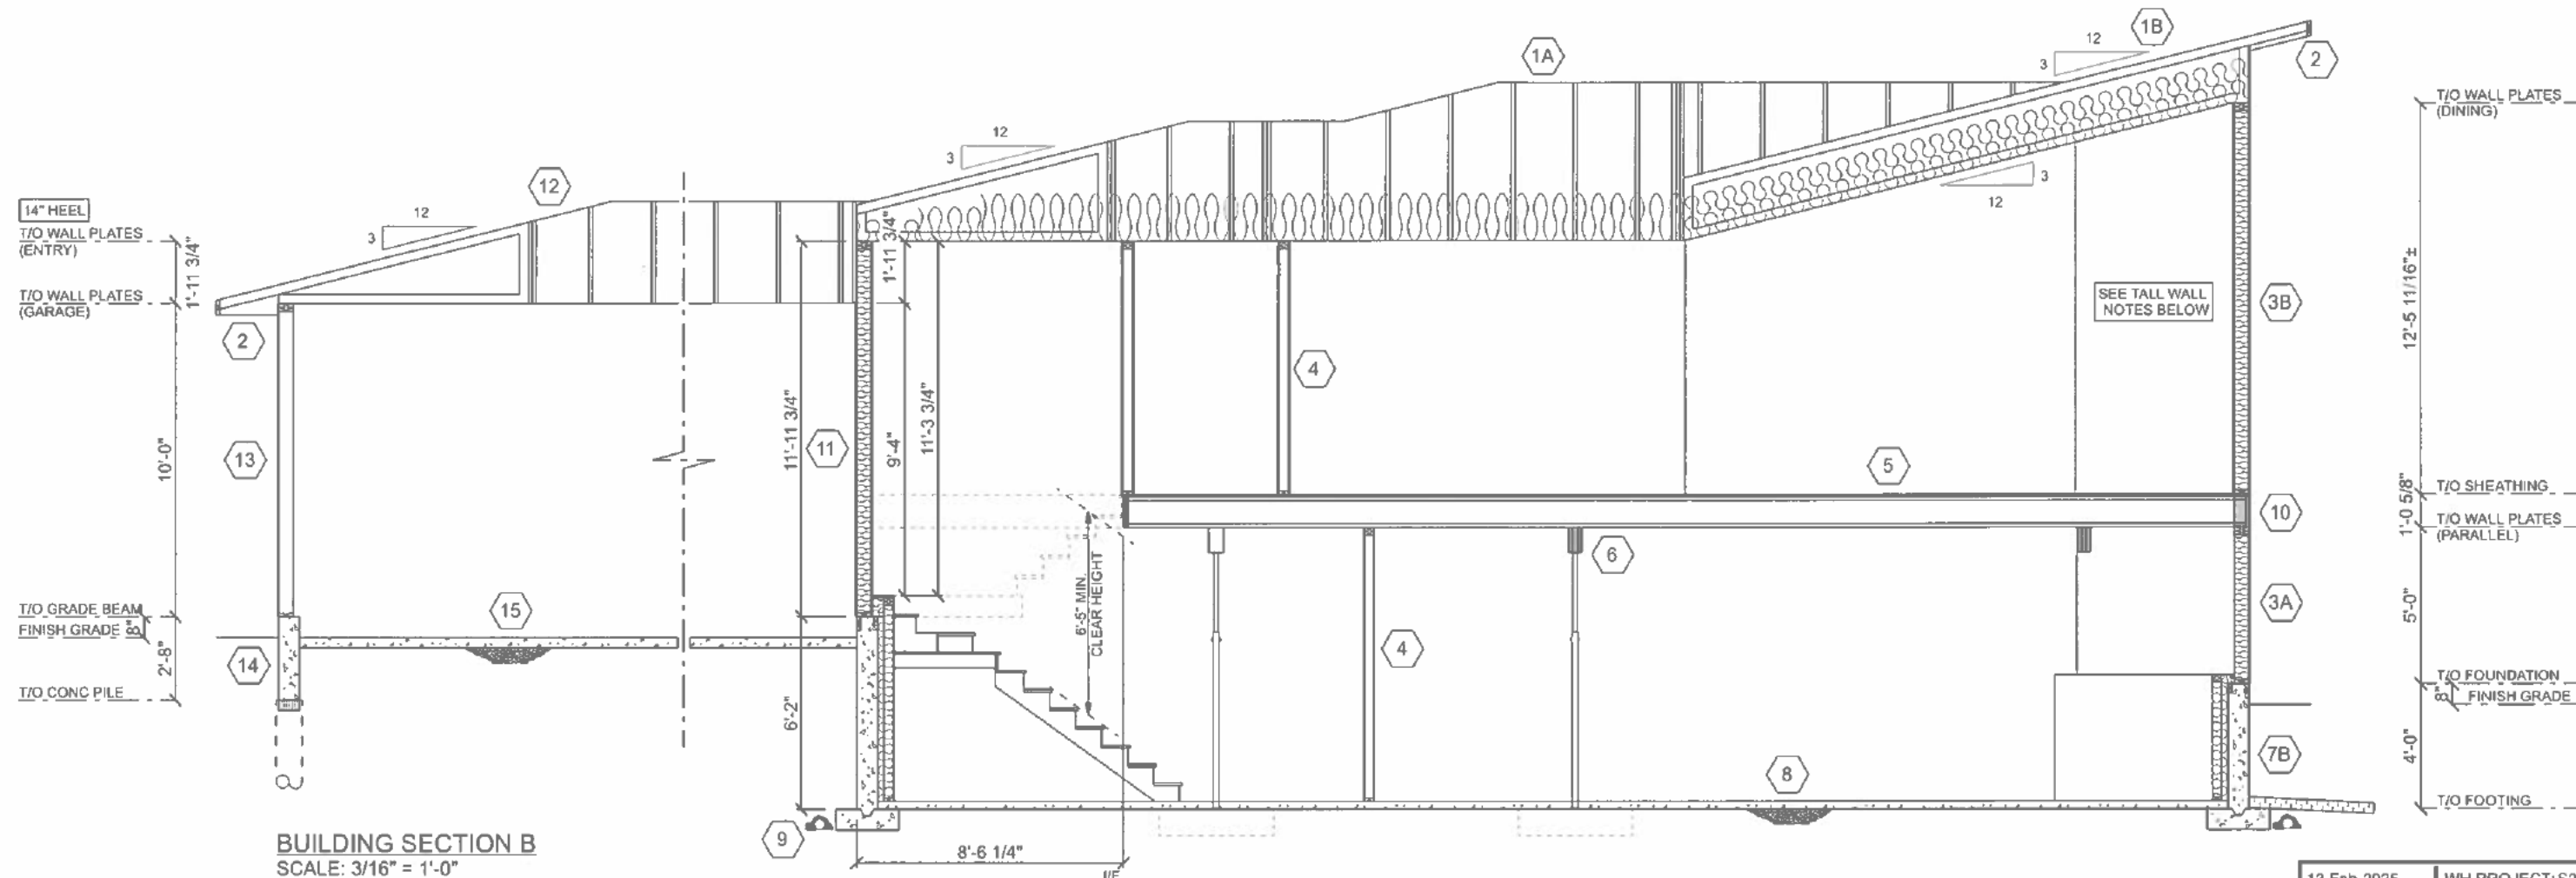 1B
12
3
1A
2
T/O WALL PLATES
(DINING)
12
3
12
14" HEEL
T/O WALL PLATES
(ENTRY)
12
3
1'-11 3/4"
1'-11 3/4"
3
12
T/O WALL PLATES
(GARAGE)
2
SEE TALL WALL
NOTES BELOW
3B
12'-5 11/16"±
4
10'-0"
13
11'-11 3/4"
11
9'-4"
11'-3 3/4"
5
T/O SHEATHING
1'-0 5/8"
10
T/O WALL PLATES
(PARALLEL)
6
6'-5" MIN.
CLEAR HEIGHT
3A
5'-0"
T/O GRADE BEAM
FINISH GRADE
8"
15
14
2'-8"
4
T/O FOUNDATION
8"
FINISH GRADE
T/O CONC PILE
6'-2"
7B
4'-0"
8
T/O FOOTING
9
BUILDING SECTION B
SCALE: 3/16" = 1'-0"
8'-6 1/4"